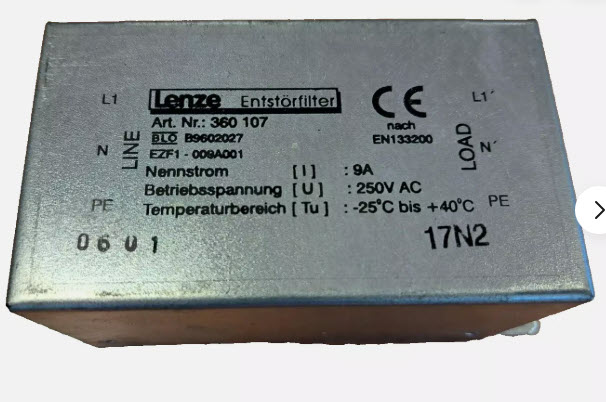 L1 Lenze Entstörfilter CE L1´
Art. Nr.: 360 107 nach
BLO B9602027 EN133200
N LINE EZF1 - 009A001 LOAD N´
Nennstrom [ I ] : 9A
Betriebsspannung [ U ] : 250V AC
PE Temperaturbereich [ Tu ] : -25°C bis +40°C PE
0601 17N2